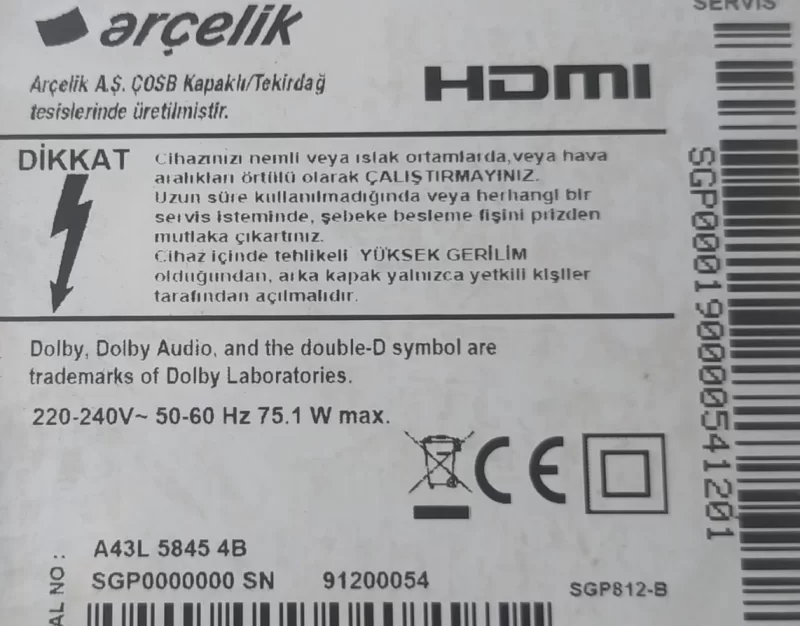 arçelik
SERVIS
Arçelik A.Ş. ÇOSB Kapaklı/Tekirdağ
tesislerinde üretilmiştir.
HDMI
DİKKAT
Cihazınızı nemli veya ıslak ortamlarda,veya hava
aralıkları örtülü olarak ÇALIŞTIRMAYINIZ.
Uzun süre kullanılmadığında veya herhangi bir
servis isteminde, şebeke besleme fişini prizden
mutlaka çıkartınız.
Cihaz içinde tehlikeli YÜKSEK GERİLİM
olduğundan, arka kapak yalnızca yetkili kişiler
tarafından açılmalıdır.
Dolby, Dolby Audio, and the double-D symbol are
trademarks of Dolby Laboratories.
220-240V~ 50-60 Hz 75.1 W max.
CE
A43L 5845 4B
SGP0000000 SN 91200054
SGP812-B
AL NO :
SGP000190000541201